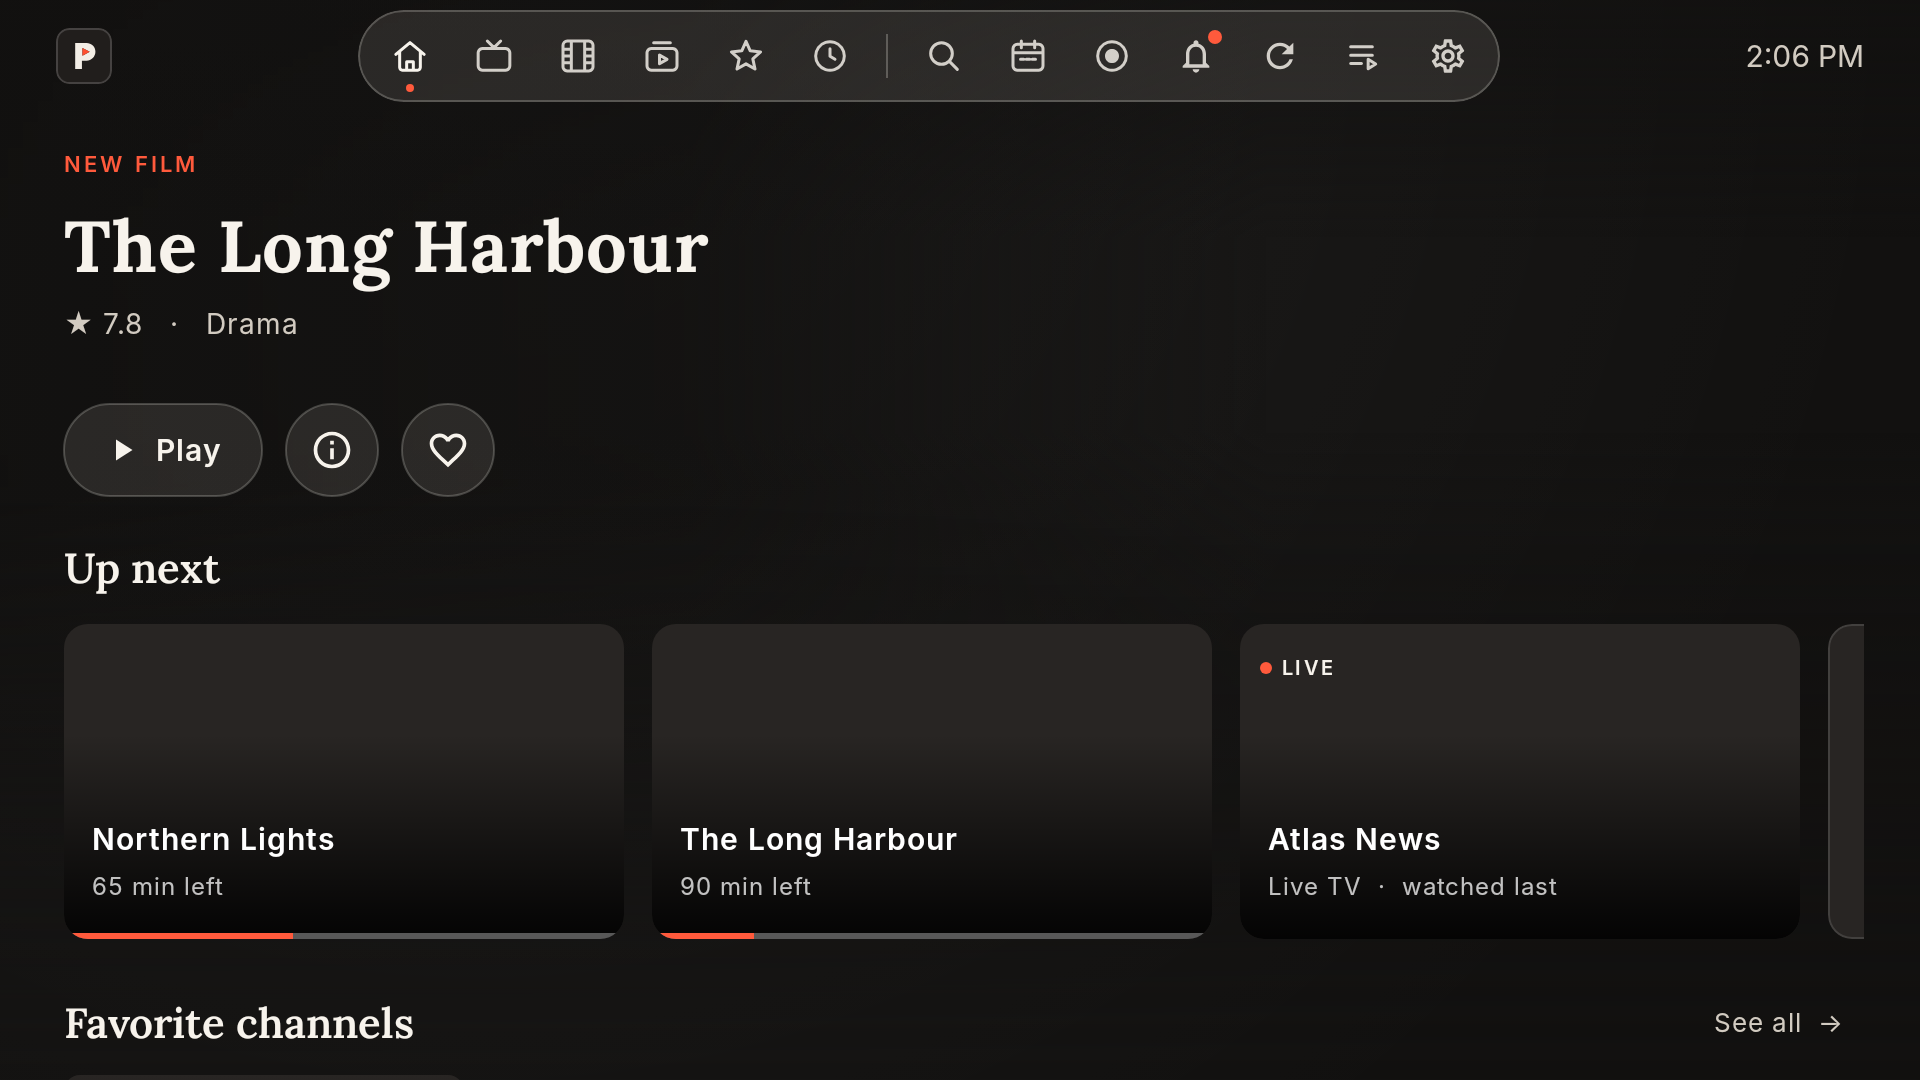 P
2:06 PM
NEW FILM
The Long Harbour
★ 7.8 · Drama
Play
Up next
LIVE
Northern Lights
65 min left
The Long Harbour
90 min left
Atlas News
Live TV · watched last
Favorite channels
See all →